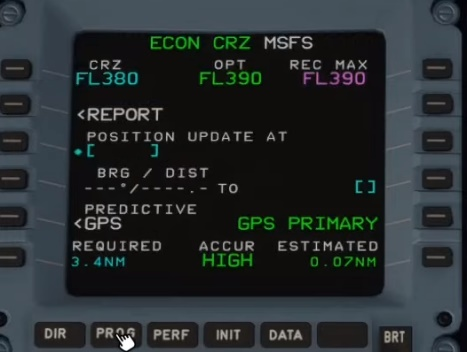 ECON CRZ MSFS
CRZ OPT REC MAX
FL380 FL390 FL390
<REPORT
POSITION UPDATE AT
*[ ]
BRG / DIST
---°/----.- TO [ ]
PREDICTIVE
<GPS GPS PRIMARY
REQUIRED ACCUR ESTIMATED
3.4NM HIGH 0.07NM
DIR PROG PERF INIT DATA BRT